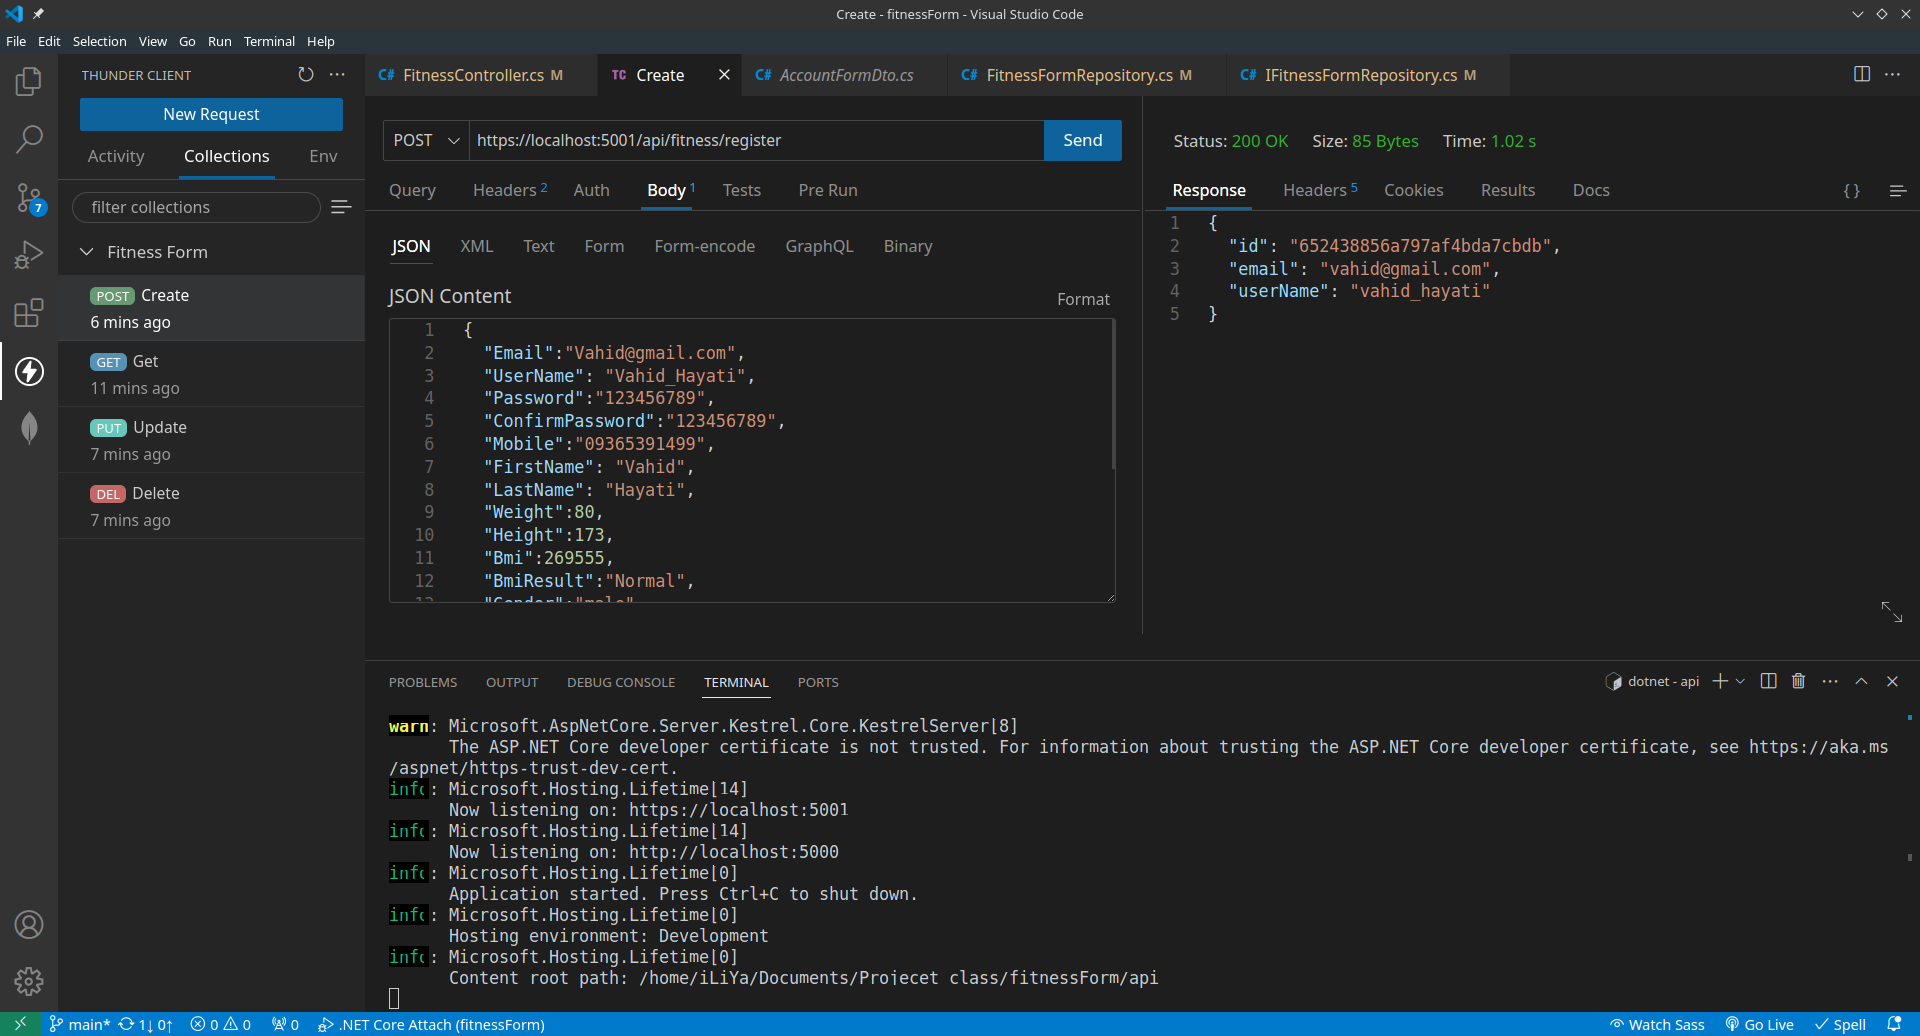 Create - fitnessForm - Visual Studio Code
File Edit Selection View Go Run Terminal Help
THUNDER CLIENT
New Request
Activity Collections Env
filter collections
Fitness Form
POST Create
6 mins ago
GET Get
11 mins ago
PUT Update
7 mins ago
DEL Delete
7 mins ago
7
C# FitnessController.cs M
TC Create
C# AccountFormDto.cs
C# FitnessFormRepository.cs M
C# IFitnessFormRepository.cs M
POST https://localhost:5001/api/fitness/register Send
Query Headers 2 Auth Body 1 Tests Pre Run
JSON XML Text Form Form-encode GraphQL Binary
JSON Content
Format
1 {
2 "Email":"Vahid@gmail.com",
3 "UserName": "Vahid_Hayati",
4 "Password":"123456789",
5 "ConfirmPassword":"123456789",
6 "Mobile":"09365391499",
7 "FirstName": "Vahid",
8 "LastName": "Hayati",
9 "Weight":80,
10 "Height":173,
11 "Bmi":269555,
12 "BmiResult":"Normal",
13 "Gender":"male"
Status: 200 OK Size: 85 Bytes Time: 1.02 s
Response Headers 5 Cookies Results Docs { }
1 {
2 "id": "652438856a797af4bda7cbdb",
3 "email": "vahid@gmail.com",
4 "userName": "vahid_hayati"
5 }
PROBLEMS OUTPUT DEBUG CONSOLE TERMINAL PORTS
dotnet - api
warn: Microsoft.AspNetCore.Server.Kestrel.Core.KestrelServer[8]
The ASP.NET Core developer certificate is not trusted. For information about trusting the ASP.NET Core developer certificate, see https://aka.ms
/aspnet/https-trust-dev-cert.
info: Microsoft.Hosting.Lifetime[14]
Now listening on: https://localhost:5001
info: Microsoft.Hosting.Lifetime[14]
Now listening on: http://localhost:5000
info: Microsoft.Hosting.Lifetime[0]
Application started. Press Ctrl+C to shut down.
info: Microsoft.Hosting.Lifetime[0]
Hosting environment: Development
info: Microsoft.Hosting.Lifetime[0]
Content root path: /home/iLiYa/Documents/Projecet class/fitnessForm/api
main* 1↓ 0↑ 0 0 0 .NET Core Attach (fitnessForm)
Watch Sass Go Live Spell